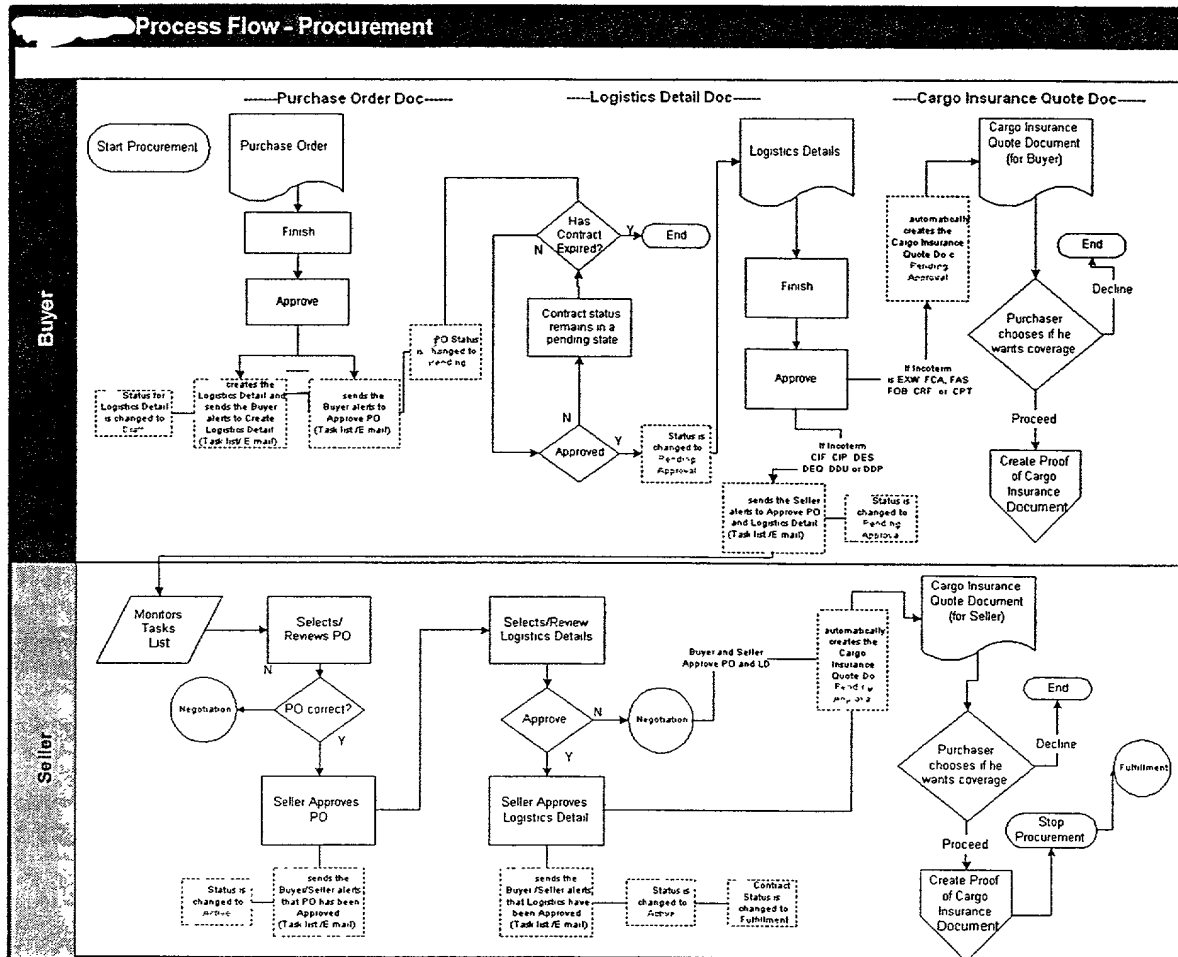 Process Flow - Procurement
Buyer
-----Purchase Order Doc-----
-----Logistics Detail Doc-----
-----Cargo Insurance Quote Doc-----
Start Procurement
Purchase Order
Finish
Approve
Status for
Logistics Detail
is changed to
creates the
Logistics Detail and
sends the Buyer
alerts to Create
Logistics Detail
(Task list/ E mail)
sends the
Buyer alerts to
Approve PO
(Task list/E mail)
PO Status
is changed to
Pending
Has
Contract
Expired?
Y
N
End
Contract status
remains in a
pending state
N
Approved
Y
Status is
changed to
Pending
Approval
Logistics Details
Finish
Approve
If Incoterm
is EXW FCA, FAS
FOB CRF or CPT
If Incoterm
CIF CIP DES
DEQ DDU or DDP
sends the Seller
alerts to Approve PO
and Logistics Detail
(Task list /E mail)
Status is
changed to
Pending
Approval
automatically
creates the
Cargo Insurance
Quote Doc
Pending
Approval
Cargo Insurance
Quote Document
(for Buyer)
End
Decline
Purchaser
chooses if he
wants coverage
Proceed
Create Proof
of Cargo
Insurance
Document
Seller
Monitors
Tasks
List
Selects/
Reviews PO
N
Negotiation
PO correct?
Y
Seller Approves
PO
Status is
changed to
Active
sends the
Buyer/Seller alerts
that PO has been
Approved
(Task list /E mail)
Selects/Review
Logistics Details
Approve
N
Negotiation
Y
Seller Approves
Logistics Detail
sends the
Buyer /Seller alerts
that Logistics have
been Approved
(Task list /E mail)
Status is
changed to
Active
Contract
Status is
changed to
Fulfillment
Buyer and Seller
Approve PO and LD
automatically
creates the
Cargo
Insurance
Quote Do
Pending
Cargo Insurance
Quote Document
(for Seller)
End
Decline
Purchaser
chooses if he
wants coverage
Proceed
Create Proof
of Cargo
Insurance
Document
Stop
Procurement
Fulfillment